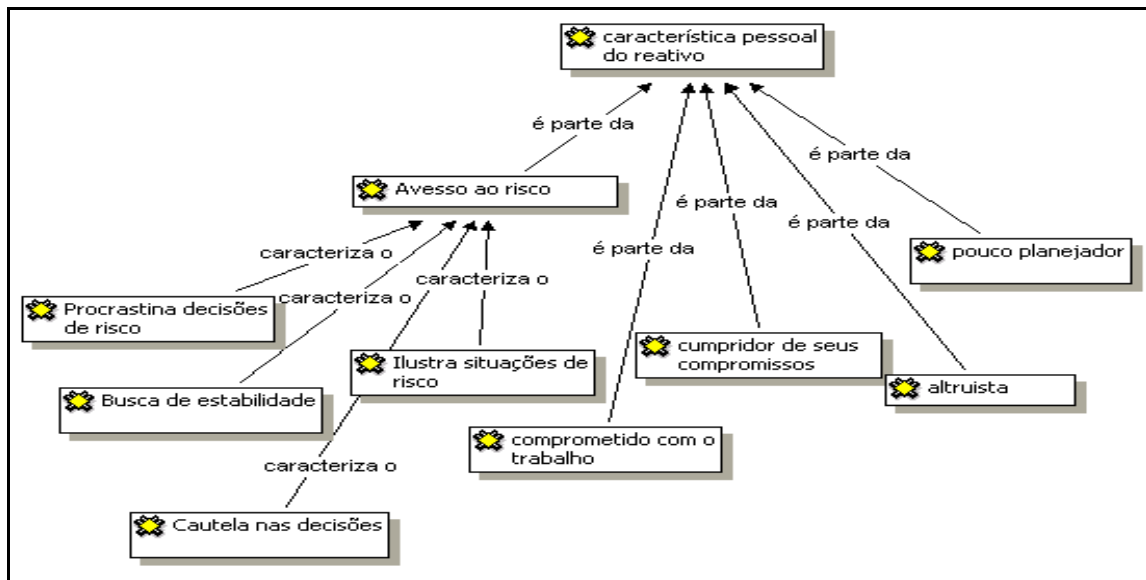 característica pessoal
do reativo
é parte da
é parte da
Avesso ao risco
é parte da
é parte da
é parte da
pouco planejador
caracteriza o
caracteriza o
caracteriza o
Procrastina decisões
de risco
Ilustra situações de
risco
cumpridor de seus
compromissos
Busca de estabilidade
altruista
comprometido com o
trabalho
caracteriza o
Cautela nas decisões